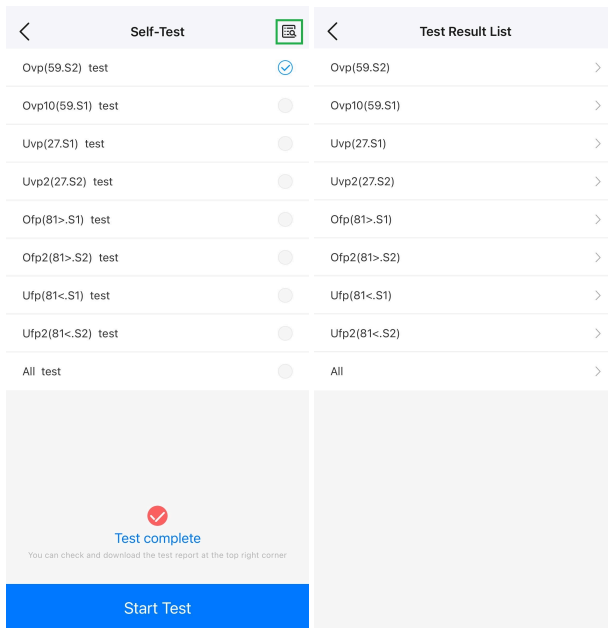 Self-Test
Ovp(59.S2) test
Ovp10(59.S1) test
Uvp(27.S1) test
Uvp2(27.S2) test
Ofp(81>.S1) test
Ofp2(81>.S2) test
Ufp(81<.S1) test
Ufp2(81<.S2) test
All test
Test complete
You can check and download the test report at the top right corner
Start Test
Test Result List
Ovp(59.S2)
Ovp10(59.S1)
Uvp(27.S1)
Uvp2(27.S2)
Ofp(81>.S1)
Ofp2(81>.S2)
Ufp(81<.S1)
Ufp2(81<.S2)
All